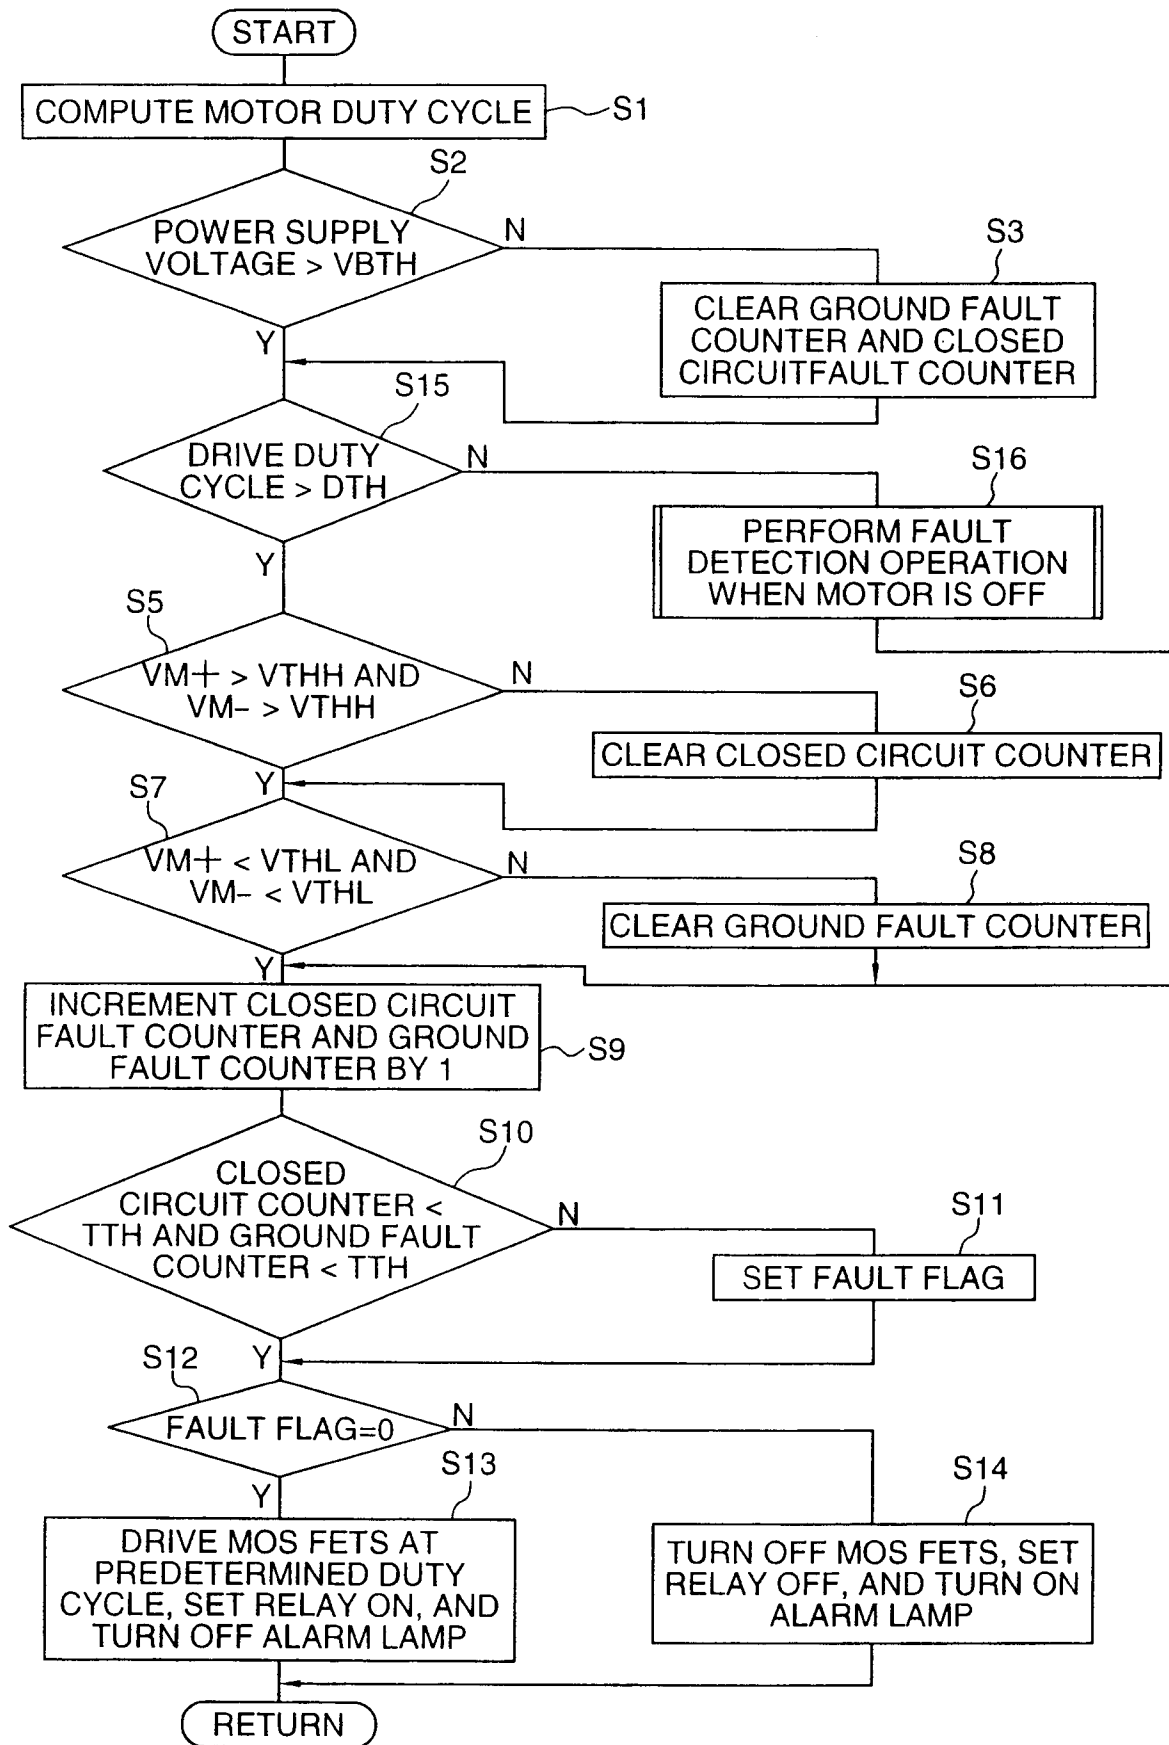 START
COMPUTE MOTOR DUTY CYCLE
S1
S2
POWER SUPPLY
VOLTAGE > VBTH
N
Y
S3
CLEAR GROUND FAULT
COUNTER AND CLOSED
CIRCUITFAULT COUNTER
S15
DRIVE DUTY
CYCLE > DTH
N
Y
S16
PERFORM FAULT
DETECTION OPERATION
WHEN MOTOR IS OFF
S5
VM+ > VTHH AND
VM- > VTHH
N
Y
S6
CLEAR CLOSED CIRCUIT COUNTER
S7
VM+ < VTHL AND
VM- < VTHL
N
Y
S8
CLEAR GROUND FAULT COUNTER
INCREMENT CLOSED CIRCUIT
FAULT COUNTER AND GROUND
FAULT COUNTER BY 1
S9
S10
CLOSED
CIRCUIT COUNTER <
TTH AND GROUND FAULT
COUNTER < TTH
N
Y
S11
SET FAULT FLAG
S12
FAULT FLAG=0
N
Y
S13
DRIVE MOS FETS AT
PREDETERMINED DUTY
CYCLE, SET RELAY ON, AND
TURN OFF ALARM LAMP
S14
TURN OFF MOS FETS, SET
RELAY OFF, AND TURN ON
ALARM LAMP
RETURN